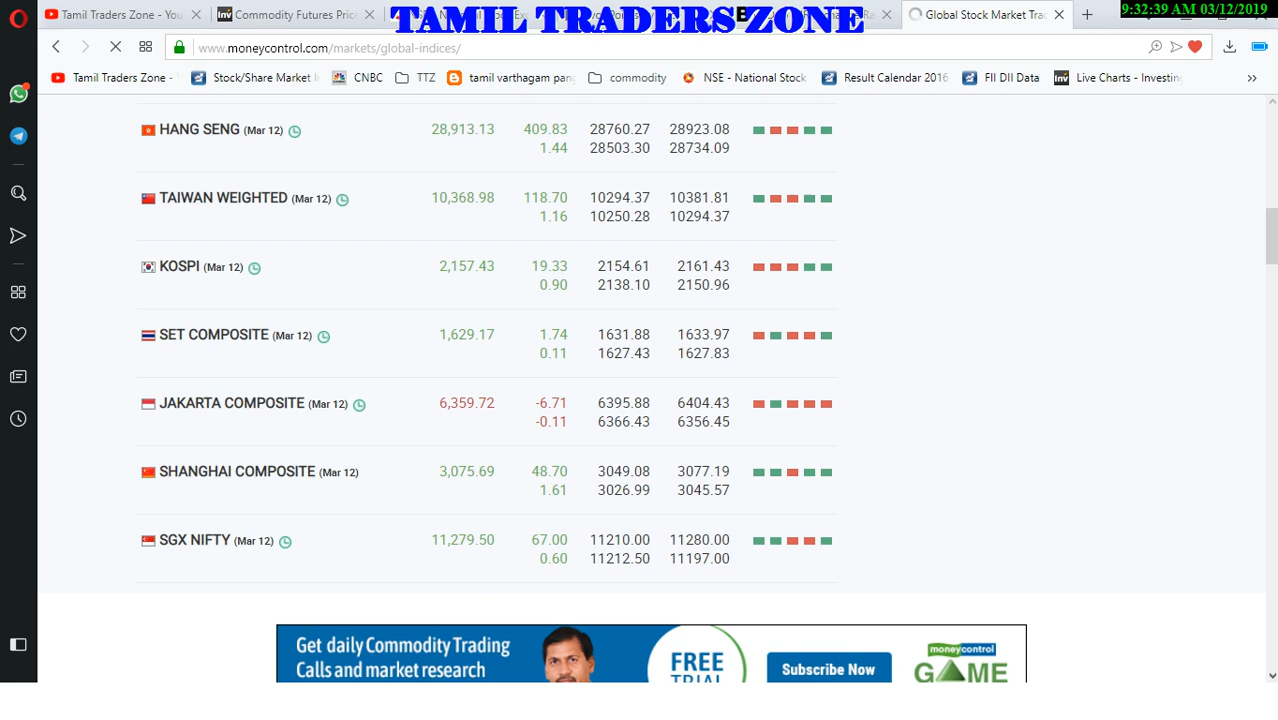 Tamil Traders Zone - You
Commodity Futures Price
Global Stock Market Trad
TAMIL TRADERS ZONE
9:32:39 AM 03/12/2019
www.moneycontrol.com/markets/global-indices/
Tamil Traders Zone - Stock/Share Market CNBC TTZ tamil varthagam commodity NSE - National Stock Result Calendar 2016 FII DII Data Live Charts - Investing
HANG SENG (Mar 12) 28,913.13 409.83 28760.27 28923.08
1.44 28503.30 28734.09
TAIWAN WEIGHTED (Mar 12) 10,368.98 118.70 10294.37 10381.81
1.16 10250.28 10294.37
KOSPI (Mar 12) 2,157.43 19.33 2154.61 2161.43
0.90 2138.10 2150.96
SET COMPOSITE (Mar 12) 1,629.17 1.74 1631.88 1633.97
0.11 1627.43 1627.83
JAKARTA COMPOSITE (Mar 12) 6,359.72 -6.71 6395.88 6404.43
-0.11 6366.43 6356.45
SHANGHAI COMPOSITE (Mar 12) 3,075.69 48.70 3049.08 3077.19
1.61 3026.99 3045.57
SGX NIFTY (Mar 12) 11,279.50 67.00 11210.00 11280.00
0.60 11212.50 11197.00
Get daily Commodity Trading
Calls and market research
FREE
TRIAL
Subscribe Now
moneycontrol
GAME